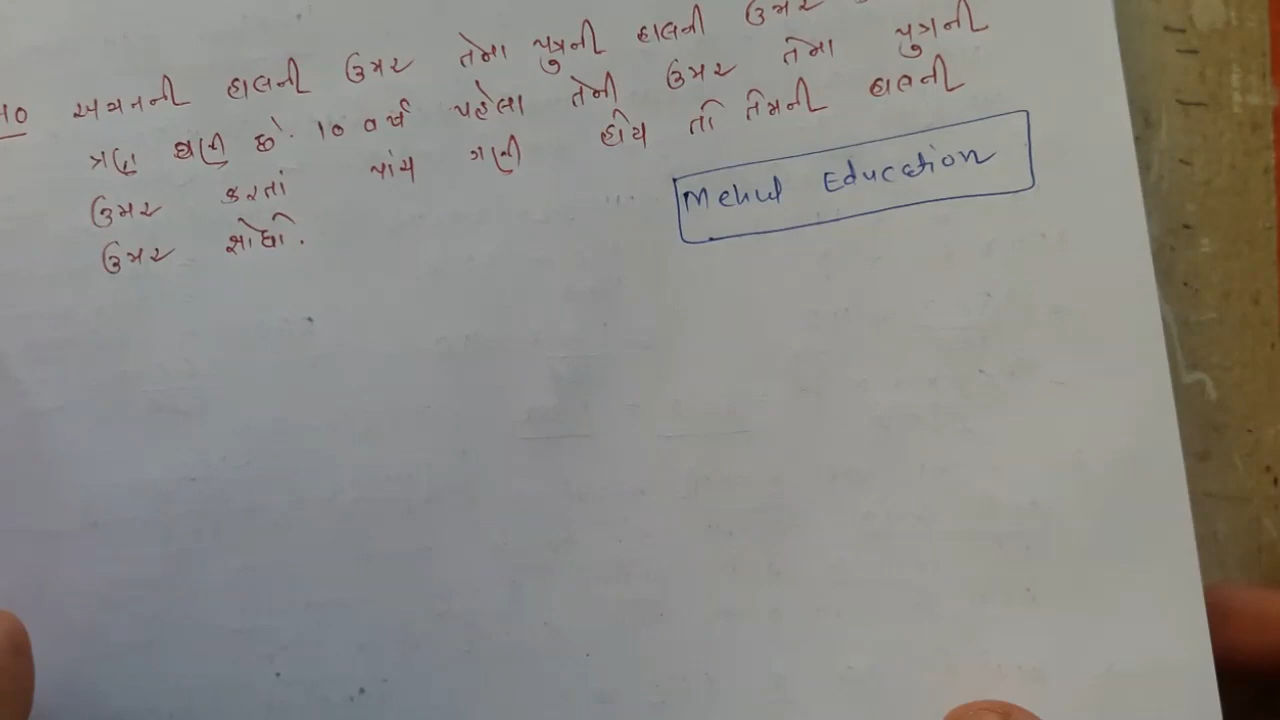 10 અમનની હાલની ઉંમર તેના પુત્રની હાલની ઉંમર
ત્રણ ઘણી છે. 10 વર્ષ પહેલા તેની ઉંમર તેના પુત્રની
ઉંમર કરતાં પાંચ ગણી હોય તો તેમની હાલની
ઉંમર શોધો.
Mehul Education